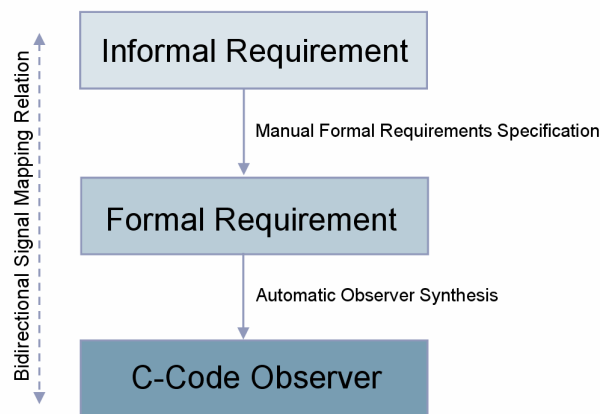 Informal Requirement
Manual Formal Requirements Specification
Bidirectional Signal Mapping Relation
Formal Requirement
Automatic Observer Synthesis
C-Code Observer